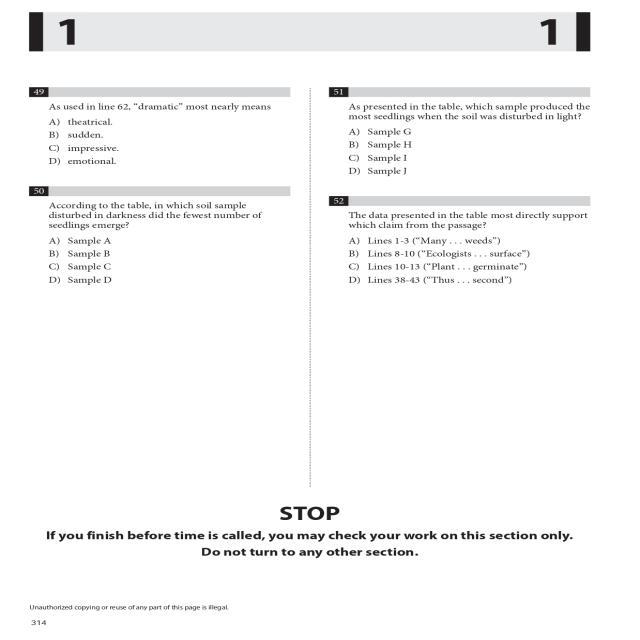 1
1
49
As used in line 62, “dramatic” most nearly means
A) theatrical.
B) sudden.
C) impressive.
D) emotional.
50
According to the table, in which soil sample
disturbed in darkness did the fewest number of
seedlings emerge?
A) Sample A
B) Sample B
C) Sample C
D) Sample D
51
As presented in the table, which sample produced the
most seedlings when the soil was disturbed in light?
A) Sample G
B) Sample H
C) Sample I
D) Sample J
52
The data presented in the table most directly support
which claim from the passage?
A) Lines 1-3 (“Many . . . weeds”)
B) Lines 8-10 (“Ecologists . . . surface”)
C) Lines 10-13 (“Plant . . . germinate”)
D) Lines 38-43 (“Thus . . . second”)
STOP
If you finish before time is called, you may check your work on this section only.
Do not turn to any other section.
Unauthorized copying or reuse of any part of this page is illegal.
314